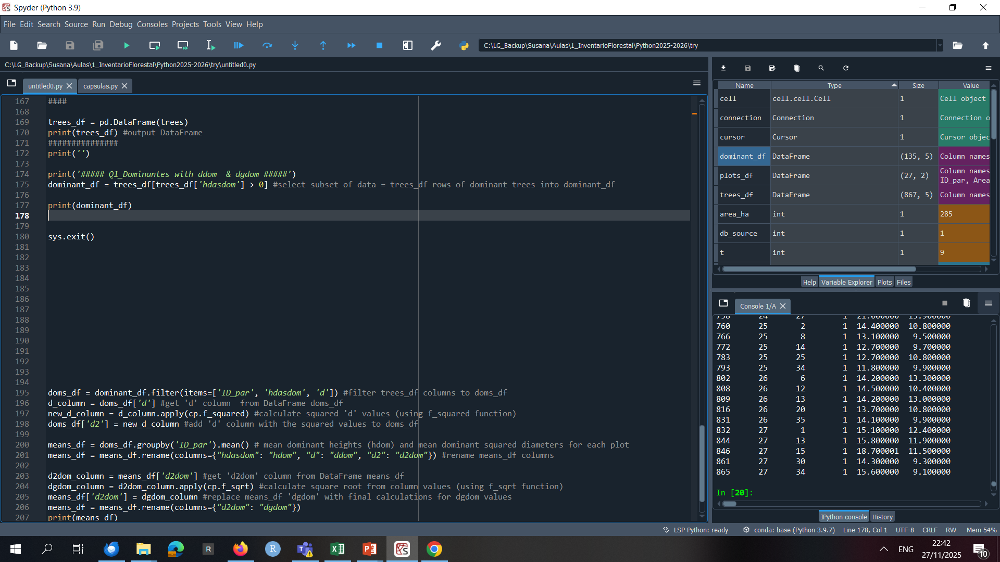 Spyder (Python 3.9)
File Edit Search Source Run Debug Consoles Projects Tools View Help
C:\LG_Backup\Susana\Aulas\1_InventarioFlorestal\Python2025-2026\try
C:\LG_Backup\Susana\Aulas\1_InventarioFlorestal\Python2025-2026\try\untitled0.py
untitled0.py capsulas.py
167 ####
168
169 trees_df = pd.DataFrame(trees)
170 print(trees_df) #output DataFrame
171 ###############
172 print('')
173
174 print('##### Q1_Dominantes with ddom  & dgdom #####')
175 dominant_df = trees_df[trees_df['hdasdom'] > 0] #select subset of data = trees_df rows of dominant trees into dominant_df
176
177 print(dominant_df)
178
179
180 sys.exit()
181
182
183
184
185
186
187
188
189
190
191
192
193
194
195 doms_df = dominant_df.filter(items=['ID_par', 'hdasdom', 'd']) #filter trees_df columns to doms_df
196 d_column = doms_df['d'] #get 'd' column  from DataFrame doms_df
197 new_d_column = d_column.apply(cp.f_squared) #calculate squared 'd' values (using f_squared function)
198 doms_df['d2'] = new_d_column #add 'd' column with the squared values to doms_df
199
200 means_df = doms_df.groupby('ID_par').mean() # mean dominant heights (hdom) and mean dominant squared diameters for each plot
201 means_df = means_df.rename(columns={"hdasdom": "hdom", "d": "ddom", "d2": "d2dom"}) #rename means_df columns
202
203 d2dom_column = means_df['d2dom'] #get 'd2dom' column from DataFrame means_df
204 dgdom_column = d2dom_column.apply(cp.f_sqrt) #calculate square root from column values (using f_sqrt function)
205 means_df['d2dom'] = dgdom_column #replace means_df 'dgdom' with final calculations for dgdom values
206 means_df = means_df.rename(columns={"d2dom": "dgdom"})
207 print(means_df)
Name Type Size Value
cell cell.cell.Cell 1 Cell object
connection Connection 1 Connection o
cursor Cursor 1 Cursor objec
dominant_df DataFrame (135, 5) Column names
plots_df DataFrame (27, 2) Column names
ID_par, Area
trees_df DataFrame (867, 5) Column names
area_ha int 1 285
db_source int 1 1
t int 1 9
Help Variable Explorer Plots Files
Console 1/A
758 24 27 1 21.000000 13.900000
760 25 2 1 14.400000 10.800000
766 25 8 1 13.100000 9.500000
772 25 14 1 12.700000 9.700000
783 25 25 1 12.700000 10.800000
793 25 34 1 11.800000 9.900000
802 26 6 1 14.200000 13.300000
808 26 12 1 14.500000 10.400000
809 26 13 1 14.200000 13.000000
816 26 20 1 13.700000 10.800000
831 26 35 1 14.100000 9.900000
832 27 1 1 15.100000 12.400000
844 27 13 1 15.800000 11.900000
846 27 15 1 18.700001 11.500000
861 27 30 1 14.300000 9.300000
865 27 34 1 15.600000 9.100000
In [20]:
IPython console History
LSP Python: ready conda: base (Python 3.9.7) Line 178, Col 1 UTF-8 CRLF RW Mem 54%
R R ENG 22:42
27/11/2025
10